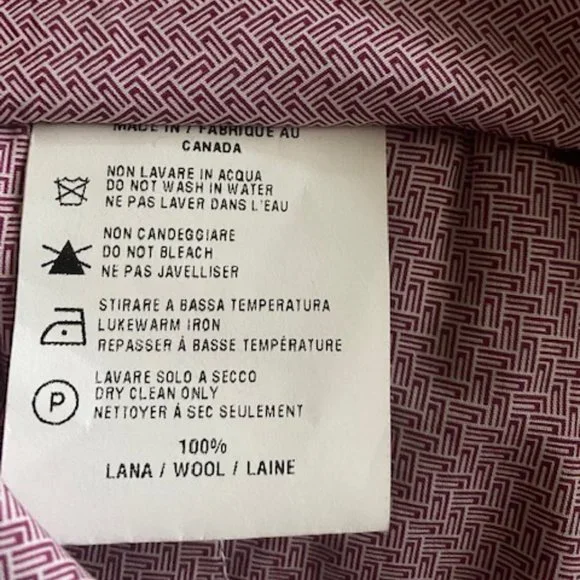 MADE IN / FABRIQUÉ AU
CANADA
NON LAVARE IN ACQUA
DO NOT WASH IN WATER
NE PAS LAVER DANS L'EAU
NON CANDEGGIARE
DO NOT BLEACH
NE PAS JAVELLISER
STIRARE A BASSA TEMPERATURA
LUKEWARM IRON
REPASSER À BASSE TEMPÉRATURE
P
LAVARE SOLO A SECCO
DRY CLEAN ONLY
NETTOYER Á SEC SEULEMENT
100%
LANA / WOOL / LAINE